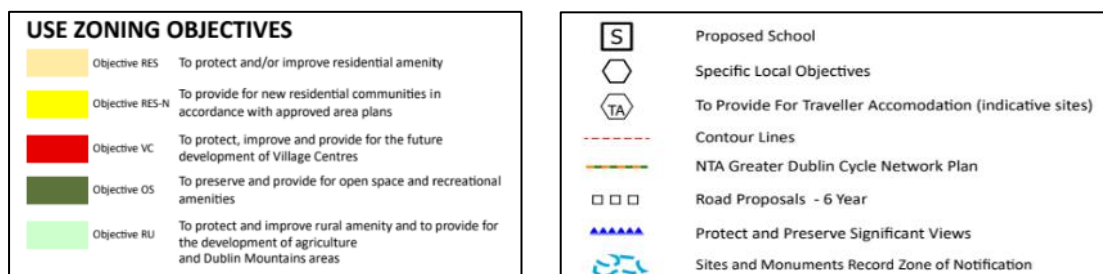 USE ZONING OBJECTIVES
Objective RES To protect and/or improve residential amenity
Objective RES-N To provide for new residential communities in
accordance with approved area plans
Objective VC To protect, improve and provide for the future
development of Village Centres
Objective OS To preserve and provide for open space and recreational
amenities
Objective RU To protect and improve rural amenity and to provide for
the development of agriculture
and Dublin Mountains areas
S Proposed School
Specific Local Objectives
TA To Provide For Traveller Accomodation (indicative sites)
Contour Lines
NTA Greater Dublin Cycle Network Plan
Road Proposals - 6 Year
Protect and Preserve Significant Views
Sites and Monuments Record Zone of Notification